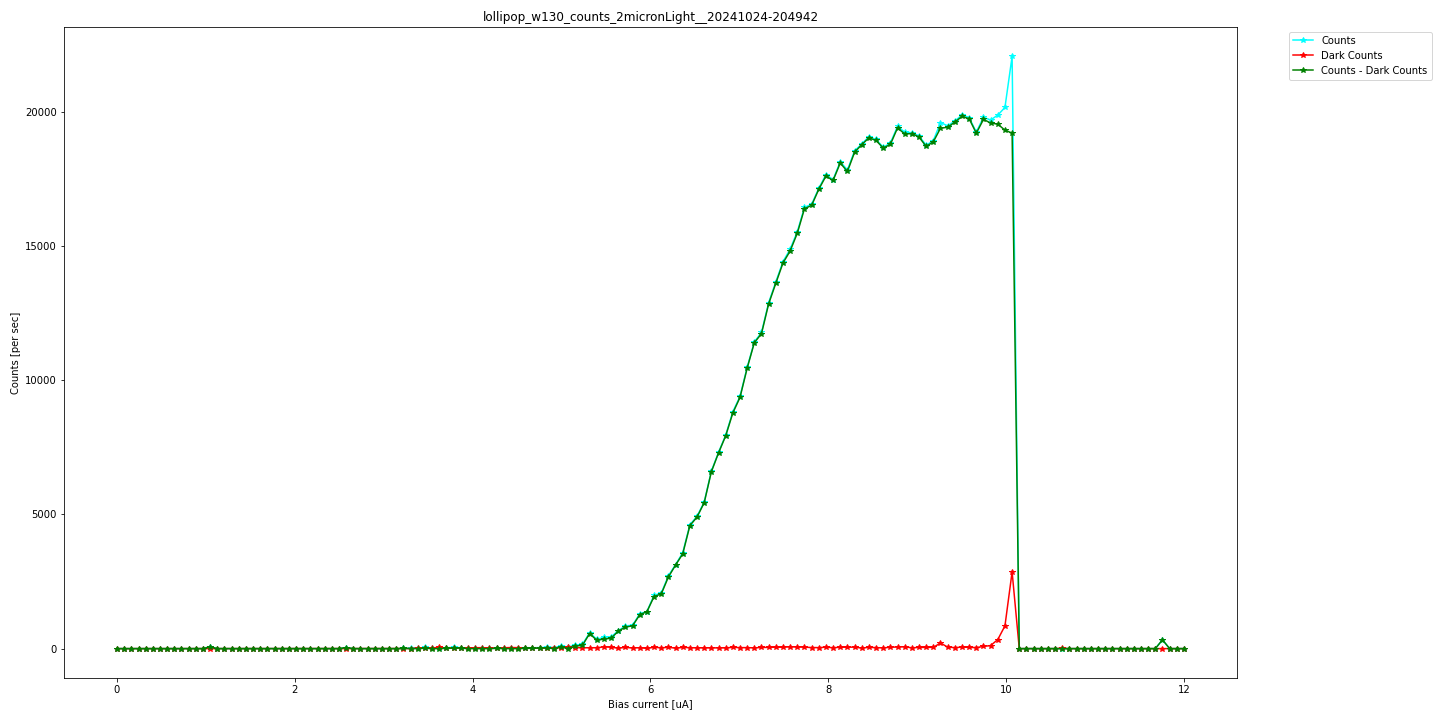 lollipop_w130_counts_2micronLight__20241024-204942
Counts
Dark Counts
Counts - Dark Counts
20000
15000
10000
5000
0
Counts [per sec]
0 2 4 6 8 10 12
Bias current [uA]